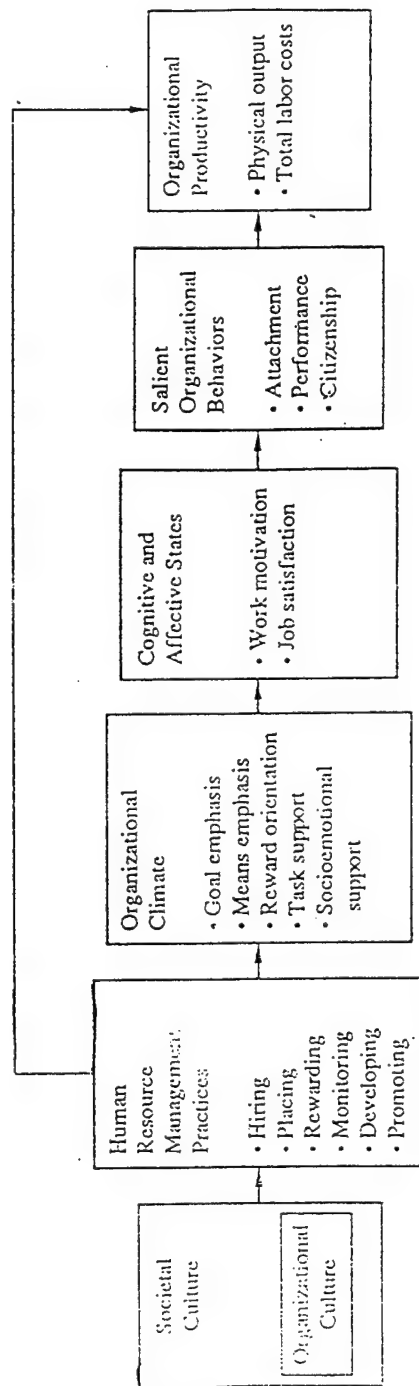 Societal
Culture
Organizational
Culture
Human
Resource
Management
Practices
• Hiring
• Placing
• Rewarding
• Monitoring
• Developing
• Promoting
Organizational
Climate
• Goal emphasis
• Means emphasis
• Reward orientation
• Task support
• Socioemotional
support
Cognitive and
Affective States
• Work motivation
• Job satisfaction
Salient
Organizational
Behaviors
• Attachment
• Performance
• Citizenship
Organizational
Productivity
• Physical output
• Total labor costs